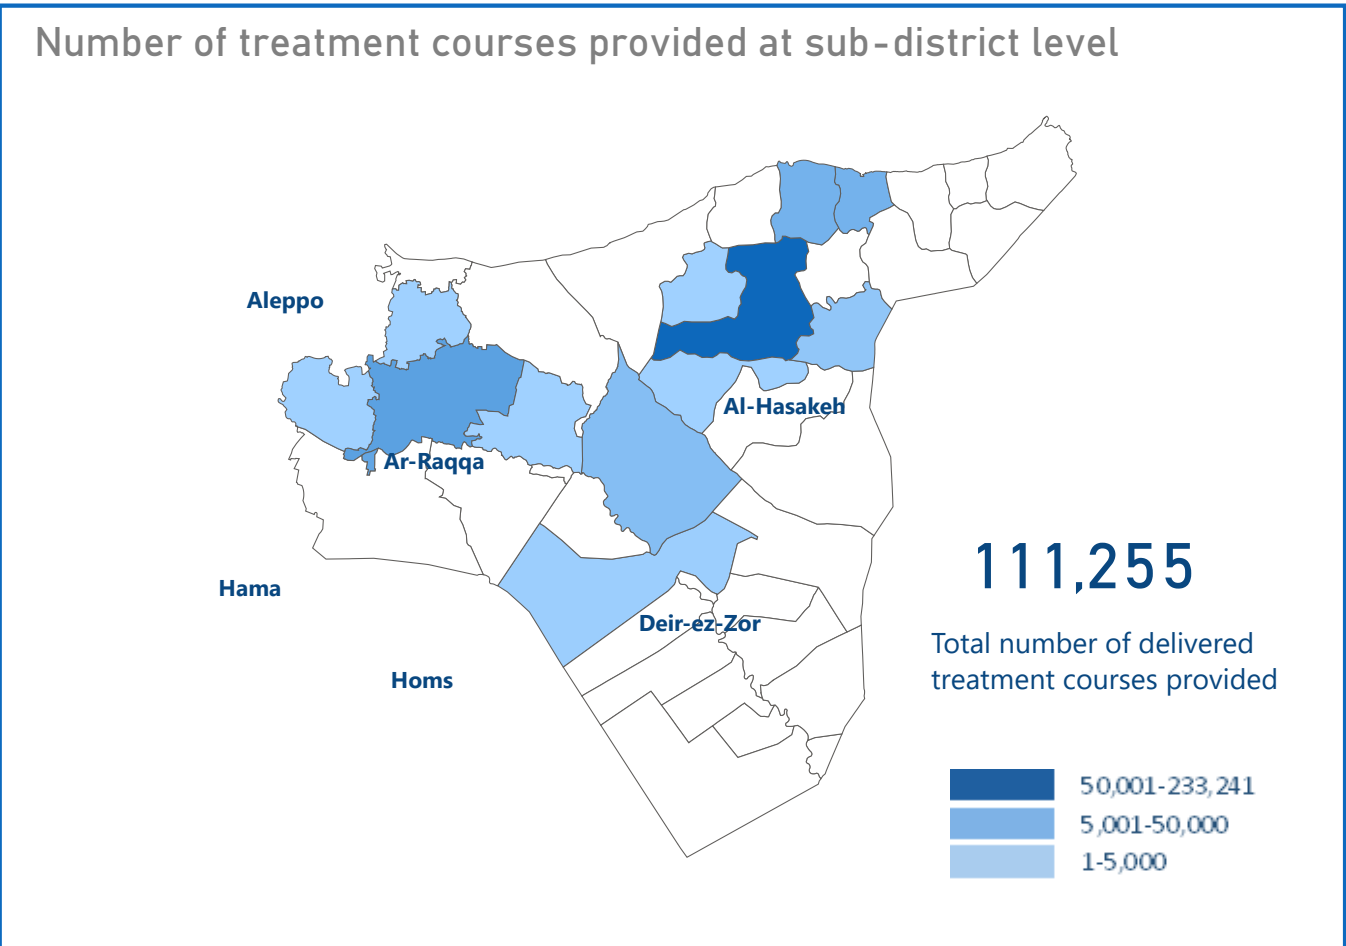 Number of treatment courses provided at sub-district level
Aleppo
Al-Hasakeh
Ar-Raqqa
111,255
Hama
Deir-ez-Zor
Total number of delivered
treatment courses provided
Homs
50,001-233,241
5,001-50,000
1-5,000